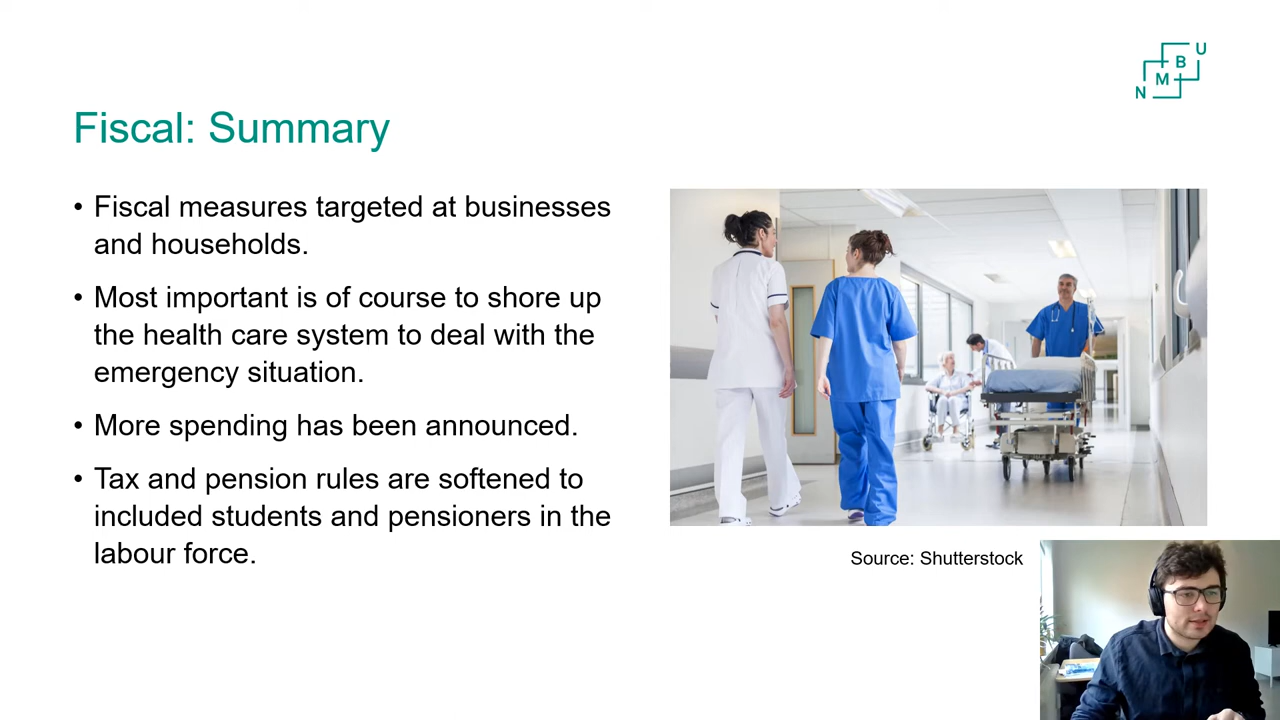 U
B
M
N
Fiscal: Summary
• Fiscal measures targeted at businesses
and households.
• Most important is of course to shore up
the health care system to deal with the
emergency situation.
• More spending has been announced.
• Tax and pension rules are softened to
included students and pensioners in the
labour force.
Source: Shutterstock